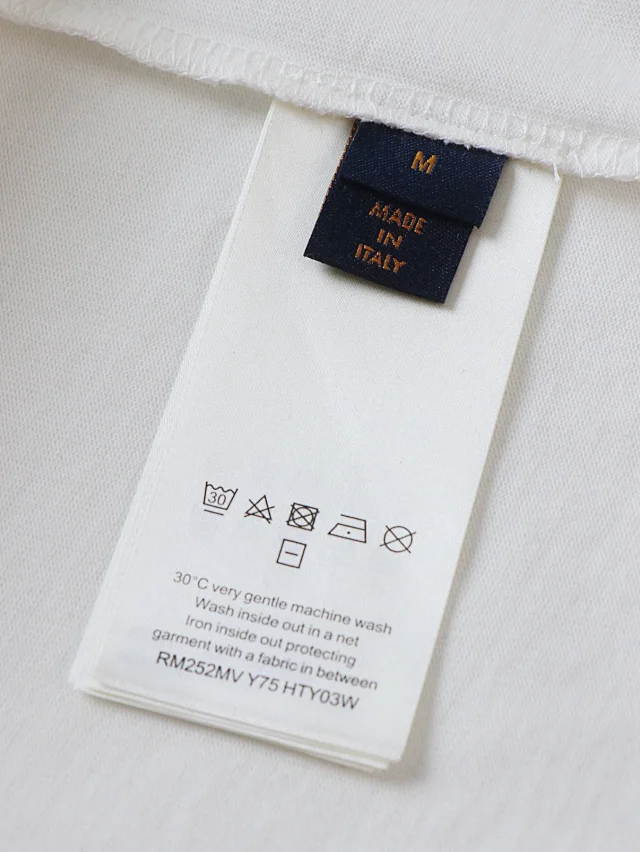 M
MADE
IN
ITALY
30
30°C very gentle machine wash
Wash inside out in a net
Iron inside out protecting
garment with a fabric in between
RM252MV Y75 HTY03W